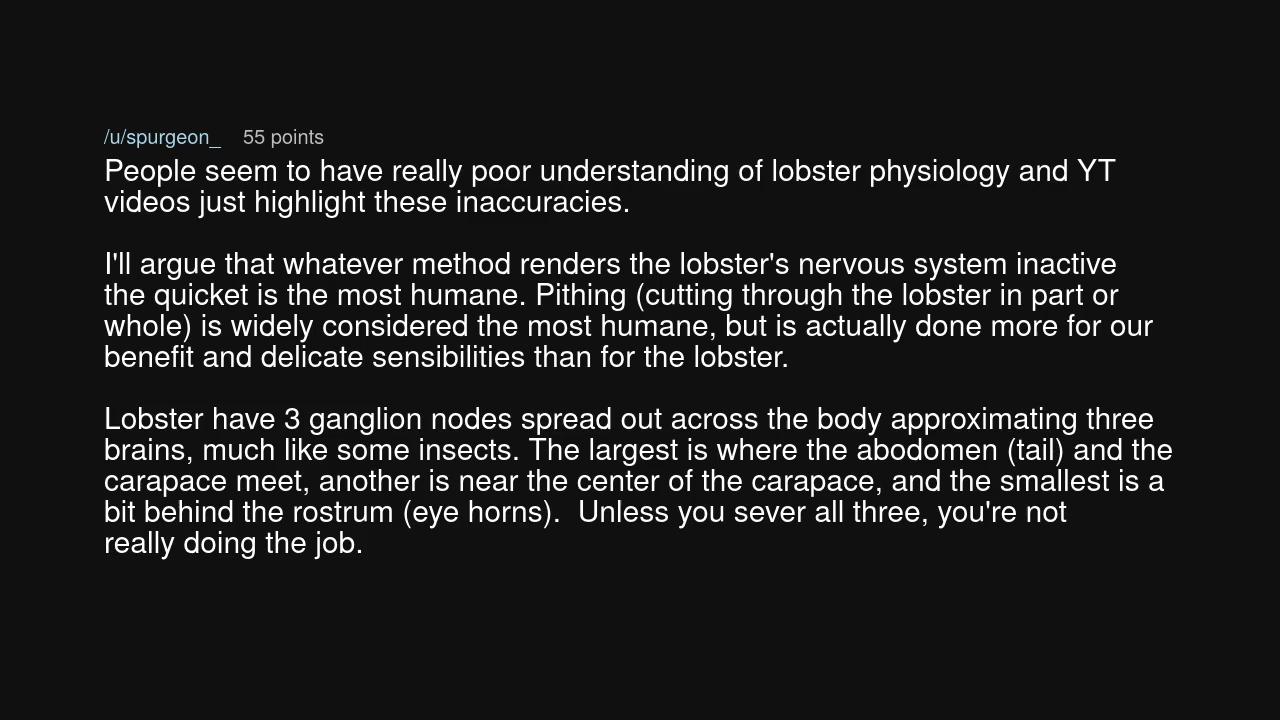 /u/spurgeon_ 55 points
People seem to have really poor understanding of lobster physiology and YT
videos just highlight these inaccuracies.
I'll argue that whatever method renders the lobster's nervous system inactive
the quicket is the most humane. Pithing (cutting through the lobster in part or
whole) is widely considered the most humane, but is actually done more for our
benefit and delicate sensibilities than for the lobster.
Lobster have 3 ganglion nodes spread out across the body approximating three
brains, much like some insects. The largest is where the abodomen (tail) and the
carapace meet, another is near the center of the carapace, and the smallest is a
bit behind the rostrum (eye horns).  Unless you sever all three, you're not
really doing the job.